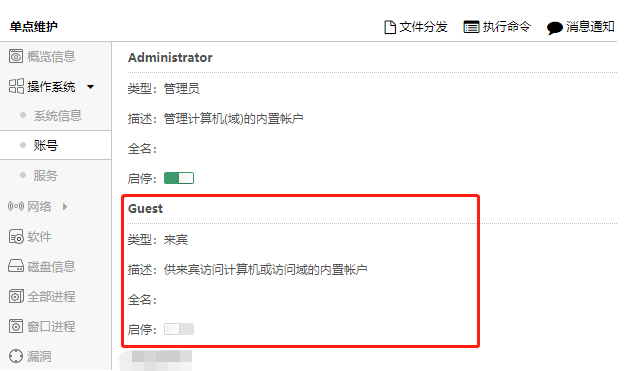 单点维护
文件分发 执行命令 消息通知
概览信息
操作系统
系统信息
账号
服务
网络
软件
磁盘信息
全部进程
窗口进程
漏洞
Administrator
类型：管理员
描述：管理计算机(域)的内置帐户
全名：
启停：
Guest
类型：来宾
描述：供来宾访问计算机或访问域的内置帐户
全名：
启停：